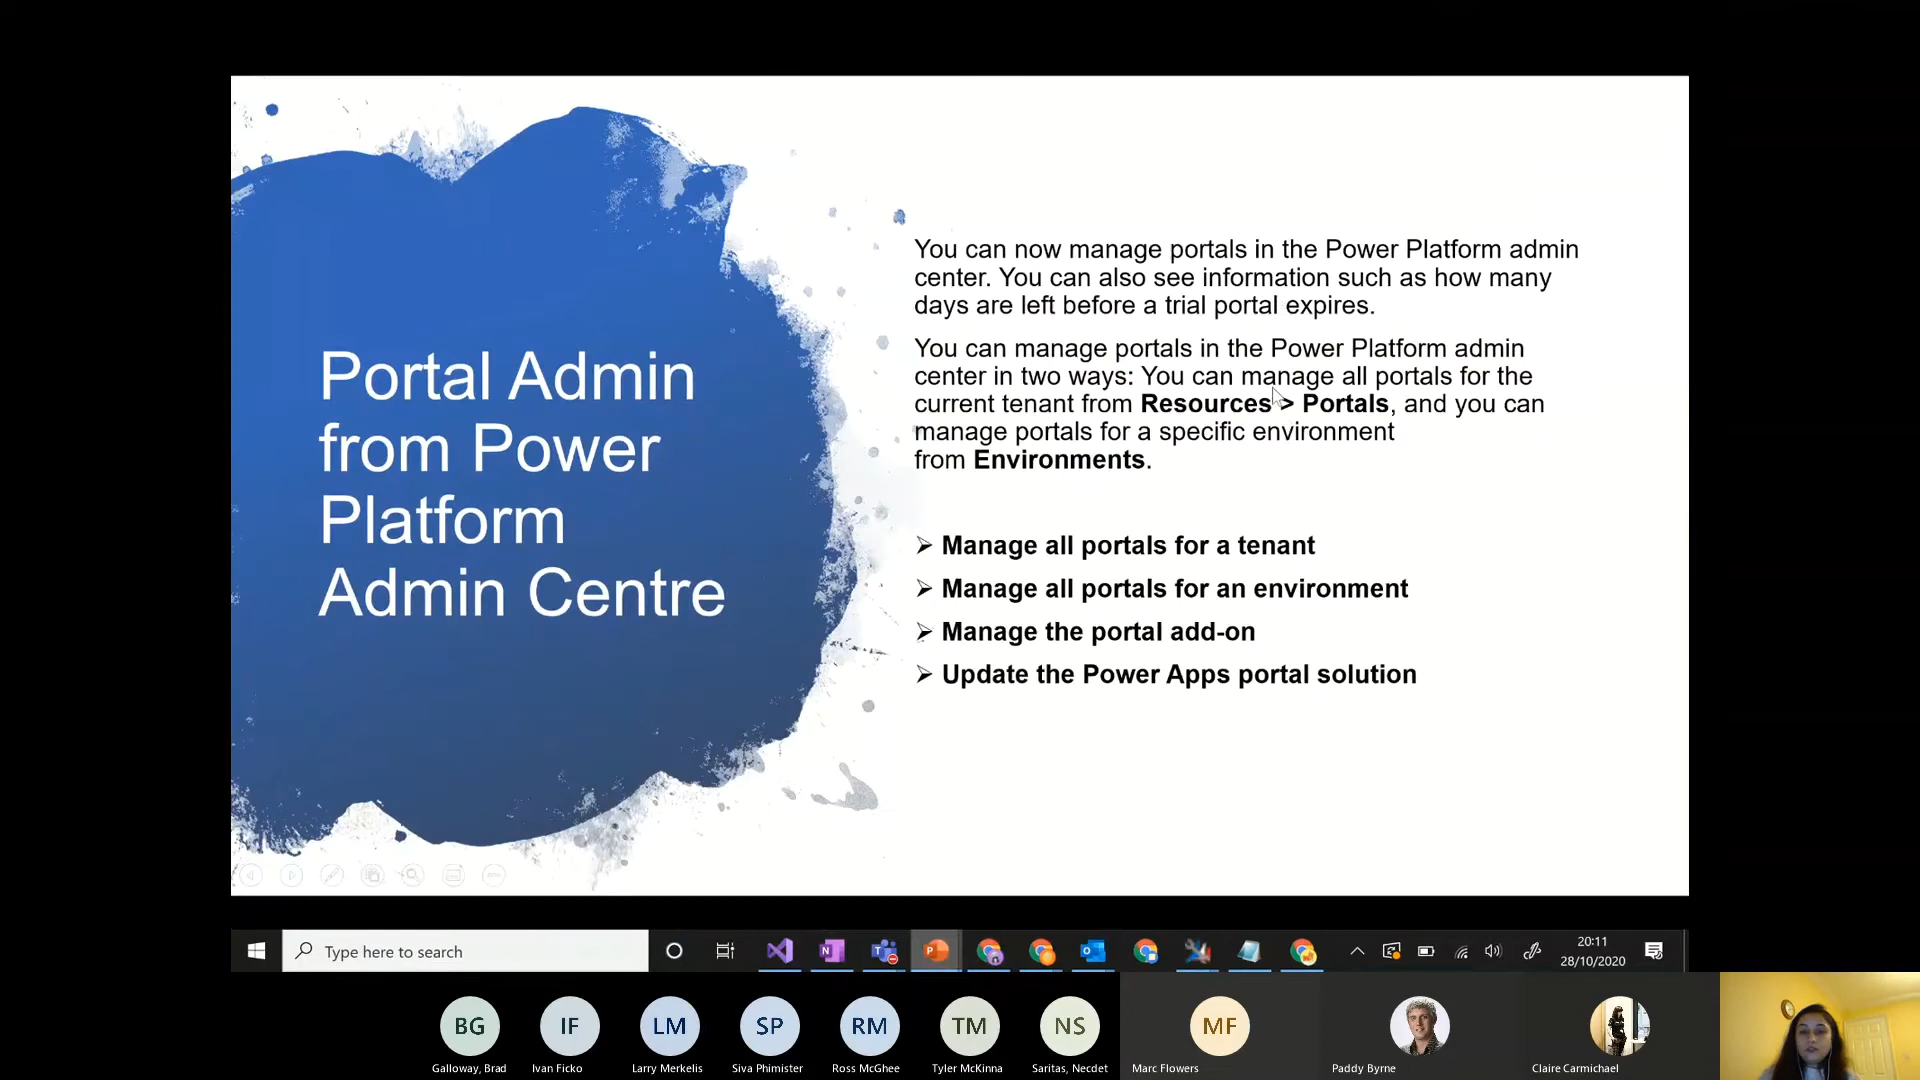 Portal Admin
from Power
Platform
Admin Centre
You can now manage portals in the Power Platform admin
center. You can also see information such as how many
days are left before a trial portal expires.
You can manage portals in the Power Platform admin
center in two ways: You can manage all portals for the
current tenant from Resources > Portals, and you can
manage portals for a specific environment
from Environments.
➢ Manage all portals for a tenant
➢ Manage all portals for an environment
➢ Manage the portal add-on
➢ Update the Power Apps portal solution
Type here to search
20:11
28/10/2020
BG
IF
LM
SP
RM
TM
NS
MF
Galloway, Brad
Ivan Ficko
Larry Merkelis
Siva Phimister
Ross McGhee
Tyler McKinna
Saritas, Necdet
Marc Flowers
Paddy Byrne
Claire Carmichael